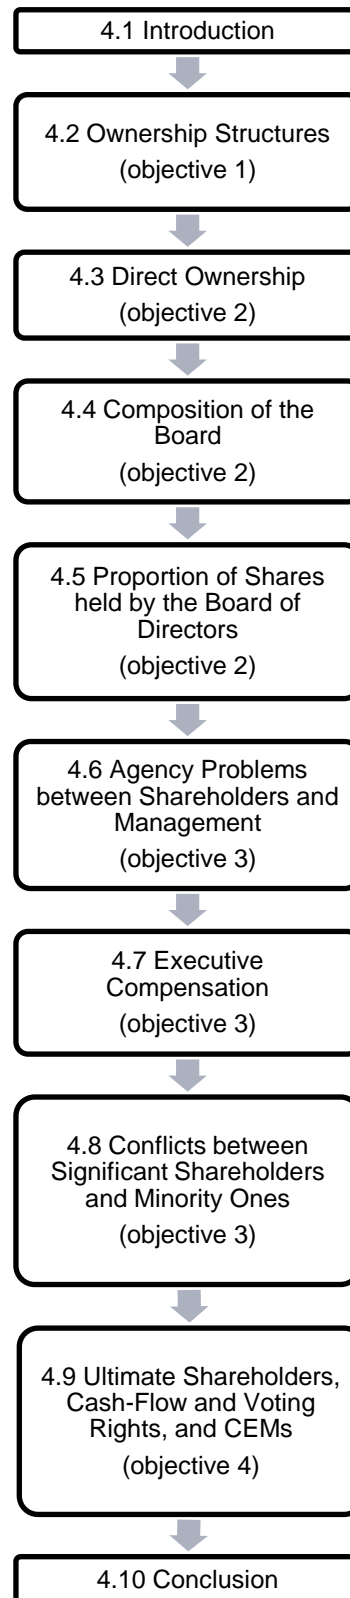 4.1 Introduction
4.2 Ownership Structures
(objective 1)
4.3 Direct Ownership
(objective 2)
4.4 Composition of the
Board
(objective 2)
4.5 Proportion of Shares
held by the Board of
Directors
(objective 2)
4.6 Agency Problems
between Shareholders and
Management
(objective 3)
4.7 Executive
Compensation
(objective 3)
4.8 Conflicts between
Significant Shareholders
and Minority Ones
(objective 3)
4.9 Ultimate Shareholders,
Cash-Flow and Voting
Rights, and CEMs
(objective 4)
4.10 Conclusion